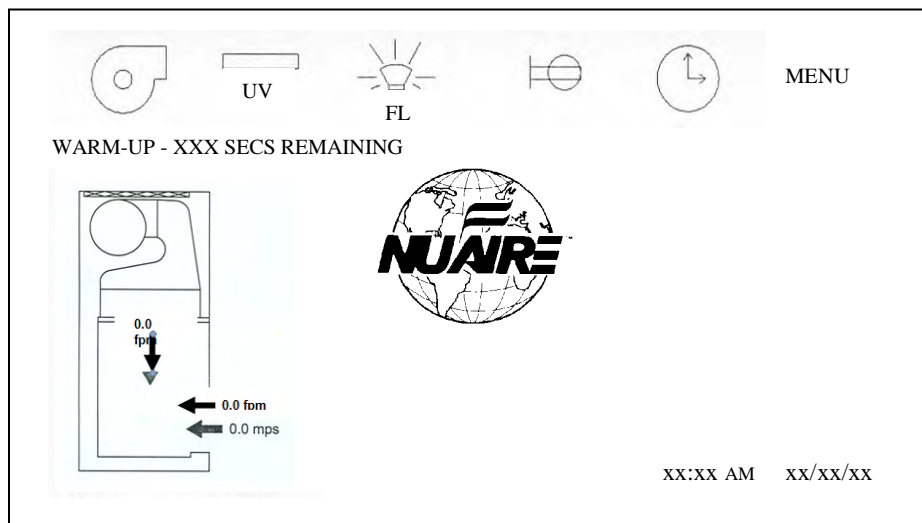 UV
FL
MENU
WARM-UP - XXX SECS REMAINING
NUAIRE
0.0
fpm
0.0 fpm
0.0 mps
xx:xx AM xx/xx/xx